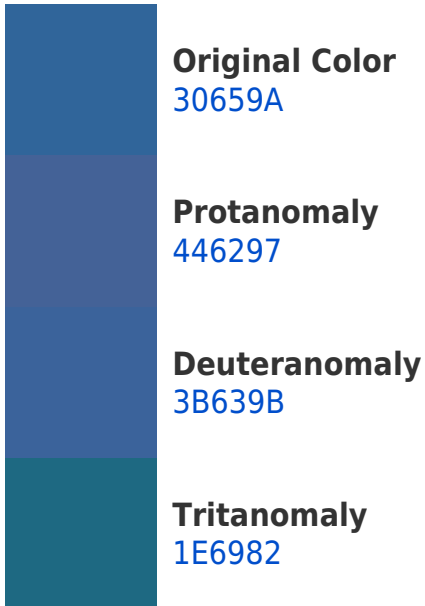 Original Color
30659A
Protanomaly
446297
Deuteranomaly
3B639B
Tritanomaly
1E6982